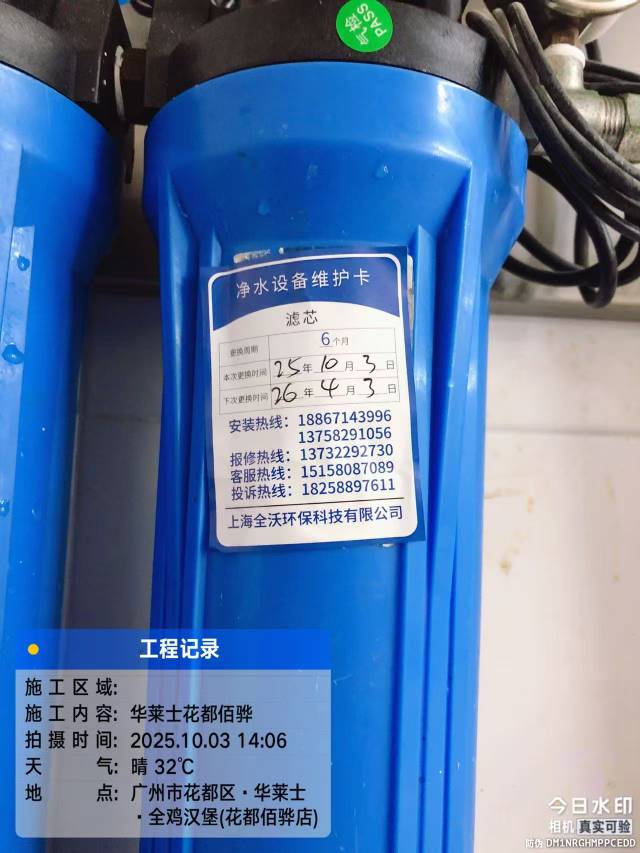 气检
PASS
净水设备维护卡
滤芯
更换周期 6个月
本次更换时间 25年10月3日
下次更换时间 26年4月3日
安装热线：18867143996
13758291056
报修热线：13732292730
客服热线：15158087089
投诉热线：18258897611
上海全沃环保科技有限公司
工程记录
施工区域：
施工内容：华莱士花都佰骅
拍摄时间：2025.10.03 14:06
天气：晴 32℃
地点：广州市花都区·华莱士
·全鸡汉堡(花都佰骅店)
今日水印
相机 真实可验
防伪 DM1NRGHMPPCEDD